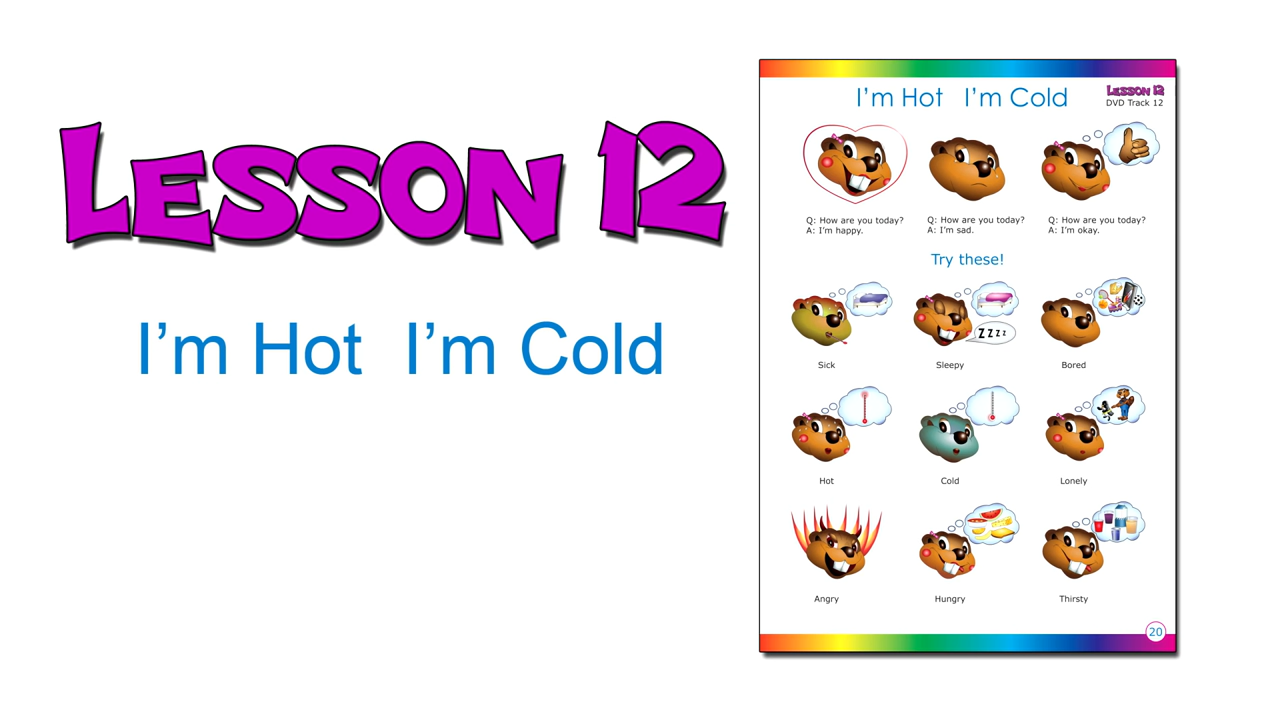 LESSON 12
I'm Hot I'm Cold
I'm Hot I'm Cold
LESSON 12
DVD Track 12
Q: How are you today?
A: I'm happy.
Q: How are you today?
A: I'm sad.
Q: How are you today?
A: I'm okay.
Try these!
Sick
Sleepy
Zzzz
Bored
Hot
Cold
Lonely
Angry
Hungry
Thirsty
20